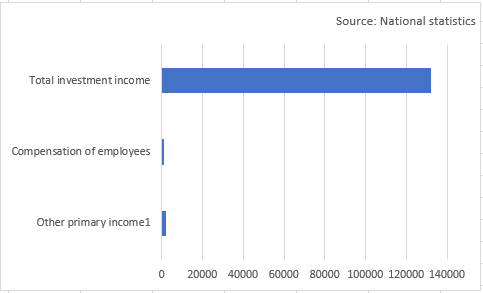 Source: National statistics
Total investment income
Compensation of employees
Other primary income1
0 20000 40000 60000 80000 100000 120000 140000